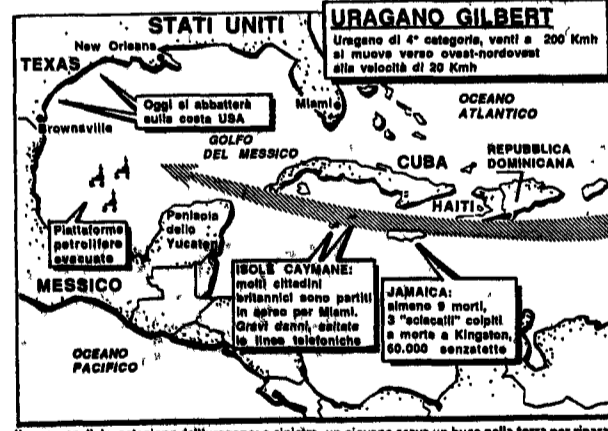 URAGANO GILBERT
Uragano di 4° categoria, venti a 200 Kmh
si muove verso ovest-nordovest
alla velocità di 20 Kmh
STATI UNITI
New Orleans
TEXAS
Oggi si abbatterà
sulla costa USA
Miami
OCEANO
ATLANTICO
Brownsville
GOLFO
DEL MESSICO
CUBA
REPUBBLICA
DOMINICANA
HAITI
Piattaforme
petrolifere
evacuate
Penisola
dello
Yucatan
MESSICO
ISOLE CAYMANE:
molti cittadini
britannici sono partiti
in aereo per Miami.
Gravi danni, saltate
le linee telefoniche
JAMAICA:
almeno 9 morti,
3 "sciacalli" colpiti
a morte a Kingston,
60.000 senzatetto
OCEANO
PACIFICO